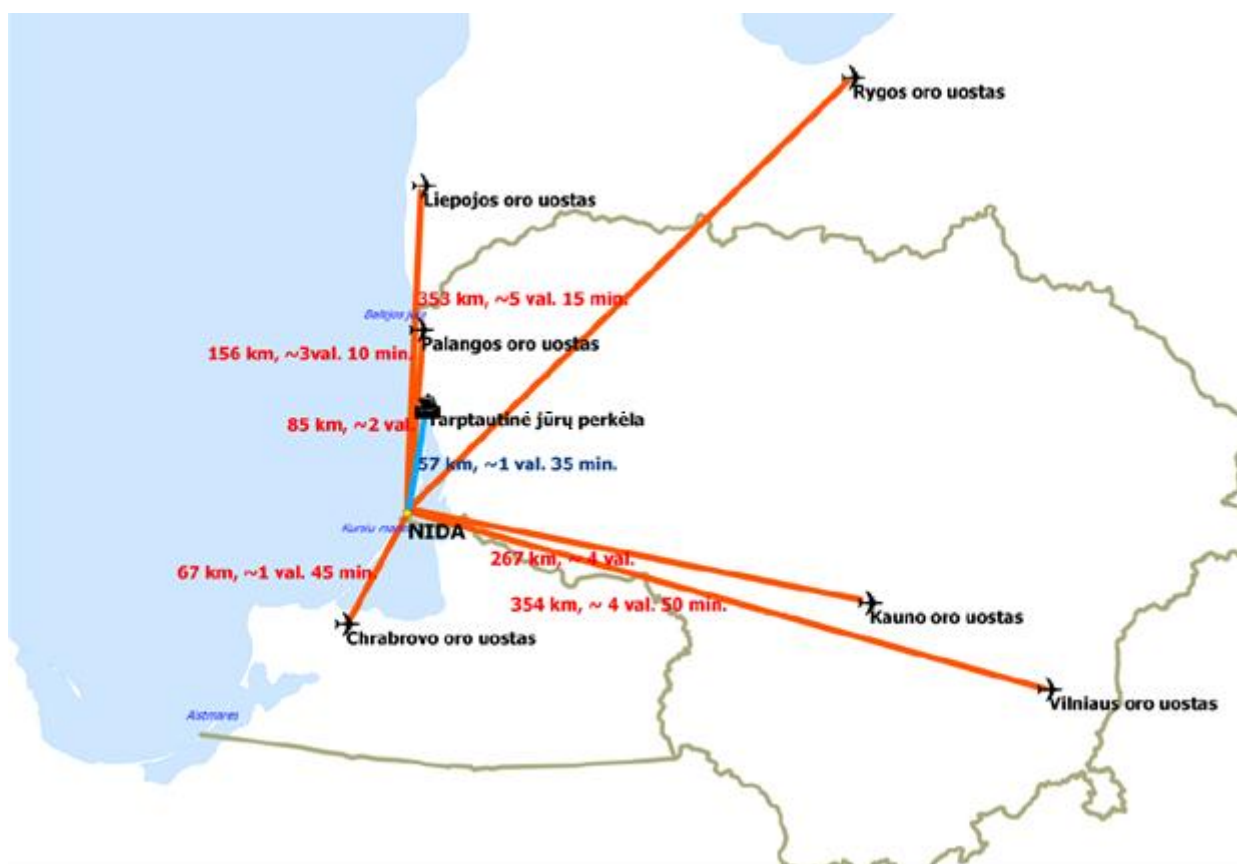 Rygos oro uostas
Liepojos oro uostas
353 km, ~5 val. 15 min.
Baltijos jūra
Palangos oro uostas
156 km, ~3val. 10 min.
Tarptautinė jūrų perkėla
85 km, ~2 val.
57 km, ~1 val. 35 min.
Kuršių
NIDA
267 km, ~ 4 val.
67 km, ~1 val. 45 min.
354 km, ~ 4 val. 50 min.
Kauno oro uostas
Chrabrovo oro uostas
Vilniaus oro uostas
Aistmarės